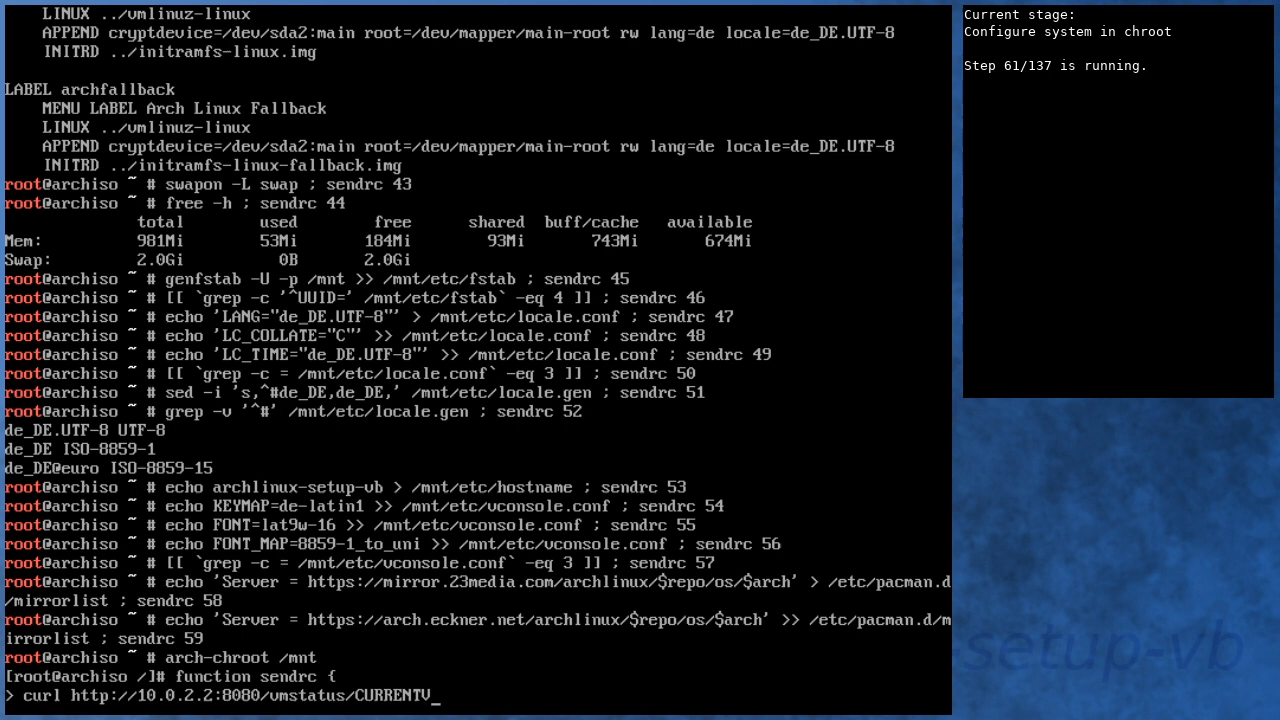 LINUX ../vmlinuz-linux
APPEND cryptdevice=/dev/sda2:main root=/dev/mapper/main-root rw lang=de locale=de_DE.UTF-8
INITRD ../initramfs-linux.img
LABEL archfallback
MENU LABEL Arch Linux Fallback
LINUX ../vmlinuz-linux
APPEND cryptdevice=/dev/sda2:main root=/dev/mapper/main-root rw lang=de locale=de_DE.UTF-8
INITRD ../initramfs-linux-fallback.img
root@archiso ~ # swapon -L swap ; sendrc 43
root@archiso ~ # free -h ; sendrc 44
total used free shared buff/cache available
Mem: 981Mi 53Mi 184Mi 93Mi 743Mi 674Mi
Swap: 2.0Gi 0B 2.0Gi
root@archiso ~ # genfstab -U -p /mnt >> /mnt/etc/fstab ; sendrc 45
root@archiso ~ # [[ `grep -c '^UUID=' /mnt/etc/fstab` -eq 4 ]] ; sendrc 46
root@archiso ~ # echo 'LANG="de_DE.UTF-8"' > /mnt/etc/locale.conf ; sendrc 47
root@archiso ~ # echo 'LC_COLLATE="C"' >> /mnt/etc/locale.conf ; sendrc 48
root@archiso ~ # echo 'LC_TIME="de_DE.UTF-8"' >> /mnt/etc/locale.conf ; sendrc 49
root@archiso ~ # [[ `grep -c = /mnt/etc/locale.conf` -eq 3 ]] ; sendrc 50
root@archiso ~ # sed -i 's,^#de_DE,de_DE,' /mnt/etc/locale.gen ; sendrc 51
root@archiso ~ # grep -v '^#' /mnt/etc/locale.gen ; sendrc 52
de_DE.UTF-8 UTF-8
de_DE ISO-8859-1
de_DE@euro ISO-8859-15
root@archiso ~ # echo archlinux-setup-vb > /mnt/etc/hostname ; sendrc 53
root@archiso ~ # echo KEYMAP=de-latin1 >> /mnt/etc/vconsole.conf ; sendrc 54
root@archiso ~ # echo FONT=lat9w-16 >> /mnt/etc/vconsole.conf ; sendrc 55
root@archiso ~ # echo FONT_MAP=8859-1_to_uni >> /mnt/etc/vconsole.conf ; sendrc 56
root@archiso ~ # [[ `grep -c = /mnt/etc/vconsole.conf` -eq 3 ]] ; sendrc 57
root@archiso ~ # echo 'Server = https://mirror.23media.com/archlinux/$repo/os/$arch' > /etc/pacman.d
/mirrorlist ; sendrc 58
root@archiso ~ # echo 'Server = https://arch.eckner.net/archlinux/$repo/os/$arch' >> /etc/pacman.d/m
irrorlist ; sendrc 59
root@archiso ~ # arch-chroot /mnt
[root@archiso /]# function sendrc {
> curl http://10.0.2.2:8080/vmstatus/CURRENTV_
Current stage:
Configure system in chroot
Step 61/137 is running.
setup-vb